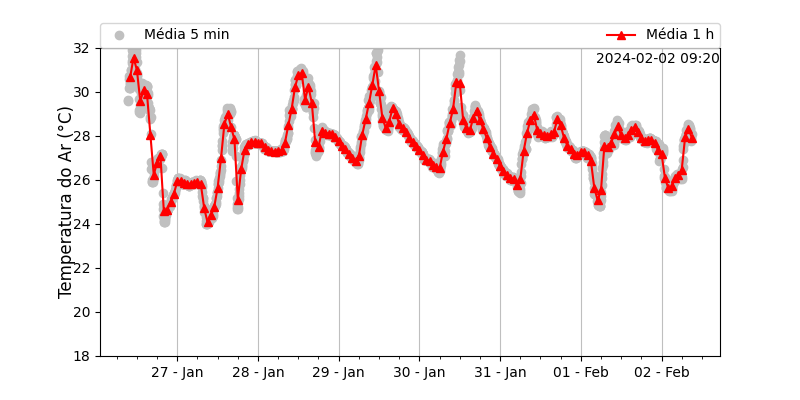 Média 5 min
Média 1 h
2024-02-02 09:20
Temperatura do Ar (°C)
32
30
28
26
24
22
20
18
27 - Jan
28 - Jan
29 - Jan
30 - Jan
31 - Jan
01 - Feb
02 - Feb